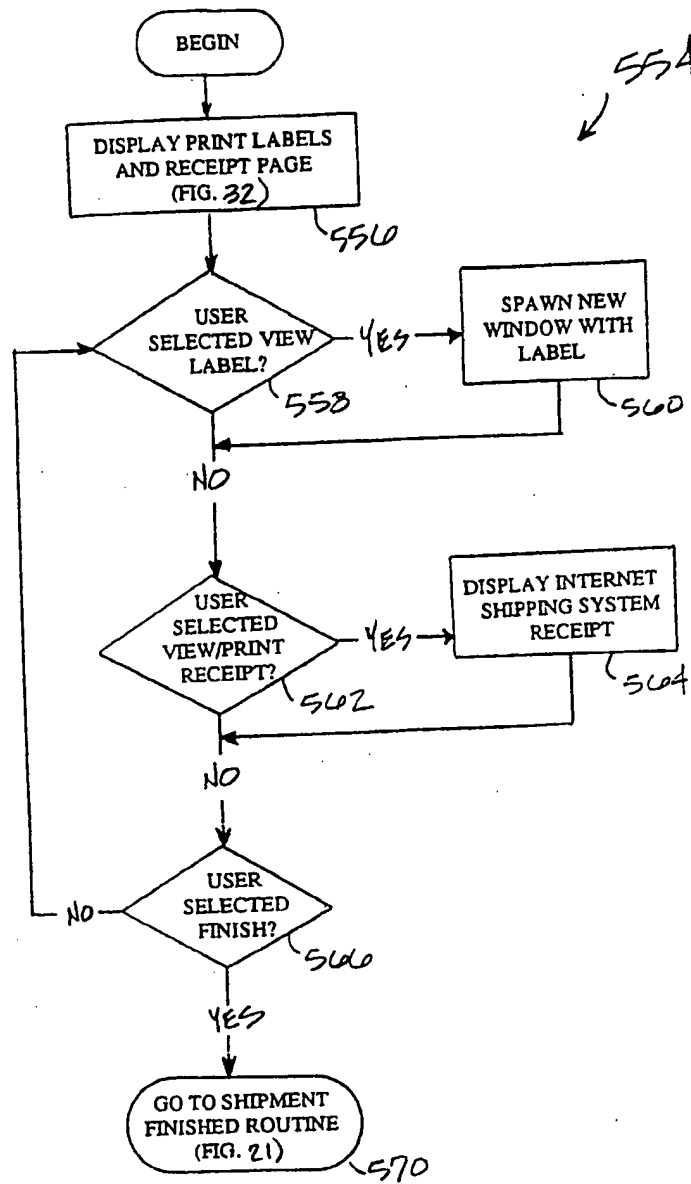 BEGIN
554
DISPLAY PRINT LABELS
AND RECEIPT PAGE
(FIG. 32)
556
USER
SELECTED VIEW
LABEL?
558
YES
SPAWN NEW
WINDOW WITH
LABEL
560
NO
USER
SELECTED
VIEW/PRINT
RECEIPT?
562
YES
DISPLAY INTERNET
SHIPPING SYSTEM
RECEIPT
564
NO
USER
SELECTED
FINISH?
566
NO
YES
GO TO SHIPMENT
FINISHED ROUTINE
(FIG. 21)
570